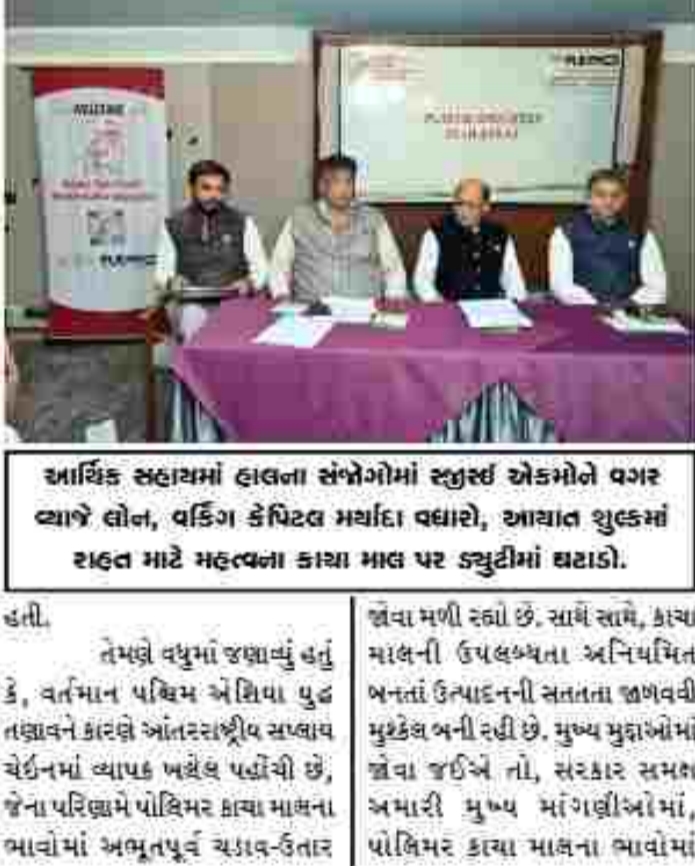 આર્થિક સહાયમાં હાલના સંજોગોમાં એકમોને વગર
વ્યાજે લોન, વર્કિંગ કેપિટલ મર્યાદા વધારો, આયાત શુલ્કમાં
રાહત માટે મહત્વના કાચા માલ પર ડ્યુટીમાં ઘટાડો.
હતી.
તેમણે વધુમાં જણાવ્યું હતું
કે, વર્તમાન પશ્ચિમ એશિયા યુદ્ધ
તણાવને કારણે આંતરરાષ્ટ્રીય સપ્લાય
ચેઈનમાં વ્યાપક ખલેલ પહોંચી છે,
જેના પરિણામે પોલિમર કાચા માલના
ભાવોમાં અભૂતપૂર્વ ચડાવ-ઉતાર
જોવા મળી રહ્યો છે. સાથે સાથે, કાચા
માલની ઉપલબ્ધતા અનિયમિત
બનતાં ઉત્પાદનની સતતતા જાળવવી
મુશ્કેલ બની રહી છે. મુખ્ય મુદ્દાઓમાં
જોવા જઈએ તો, સરકાર સમક્ષ
અમારી મુખ્ય માંગણીઓમાં,
પોલિમર કાચા માલના ભાવોમાં